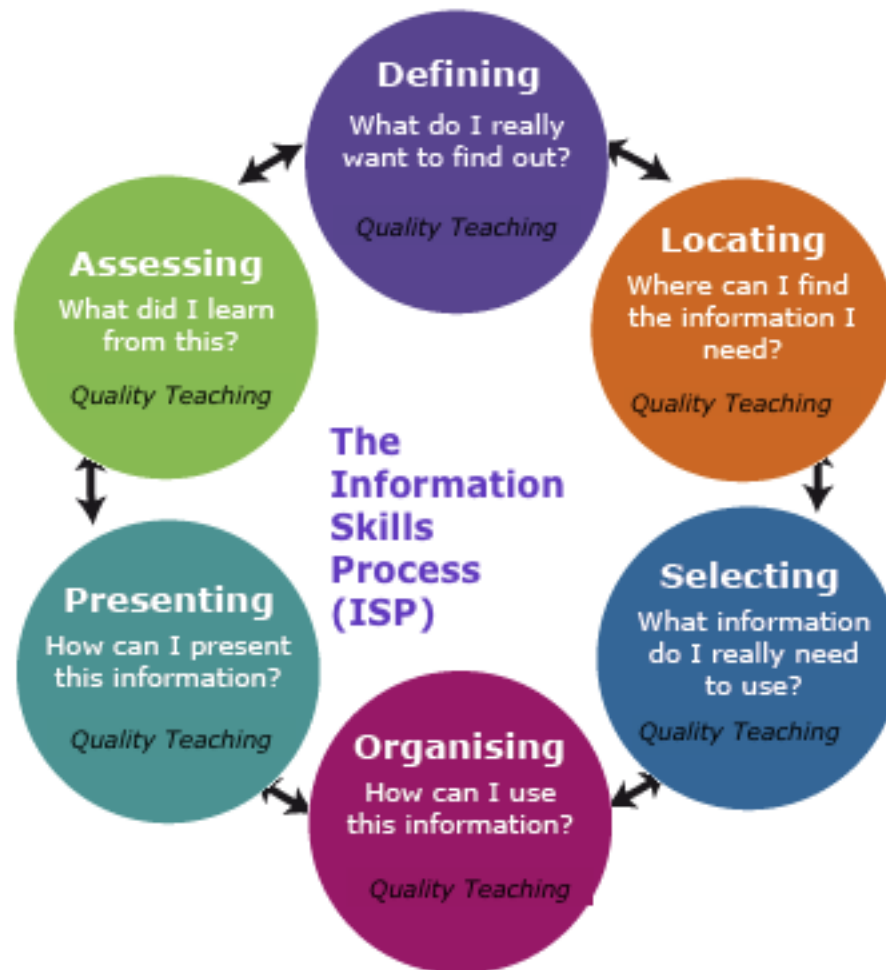 Defining
What do I really
want to find out?
Quality Teaching
Locating
Where can I find
the information I
need?
Quality Teaching
Selecting
What information
do I really need
to use?
Quality Teaching
Organising
How can I use
this information?
Quality Teaching
Presenting
How can I present
this information?
Quality Teaching
Assessing
What did I learn
from this?
Quality Teaching
The
Information
Skills
Process
(ISP)